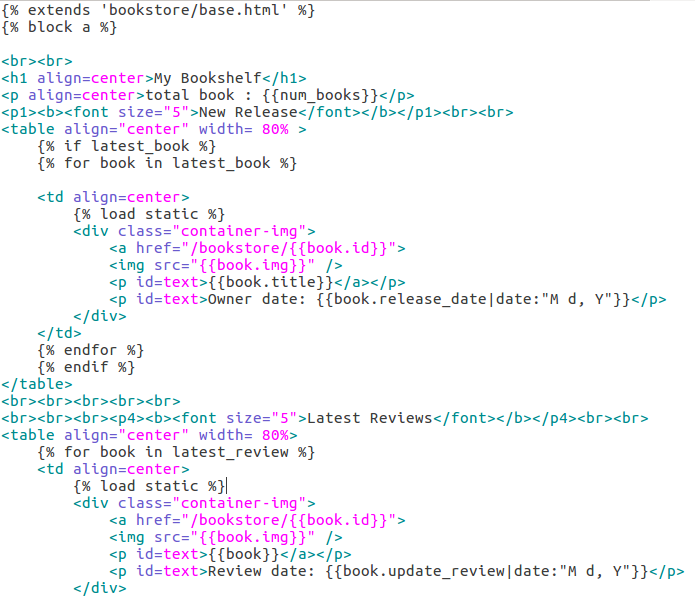 {% extends 'bookstore/base.html' %}
{% block a %}
<br><br>
<h1 align=center>My Bookshelf</h1>
<p align=center>total book : {{num_books}}</p>
<p1><b><font size="5">New Release</font></b></p1><br><br>
<table align="center" width= 80% >
{% if latest_book %}
{% for book in latest_book %}
<td align=center>
{% load static %}
<div class="container-img">
<a href="/bookstore/{{book.id}}">
<img src="{{book.img}}" />
<p id=text>{{book.title}}</a></p>
<p id=text>Owner date: {{book.release_date|date:"M d, Y"}}</p>
</div>
</td>
{% endfor %}
{% endif %}
</table>
<br><br><br><br><br>
<br><br><br><p4><b><font size="5">Latest Reviews</font></b></p4><br><br>
<table align="center" width= 80%>
{% for book in latest_review %}
<td align=center>
{% load static %}
<div class="container-img">
<a href="/bookstore/{{book.id}}">
<img src="{{book.img}}" />
<p id=text>{{book}}</a></p>
<p id=text>Review date: {{book.update_review|date:"M d, Y"}}</p>
</div>